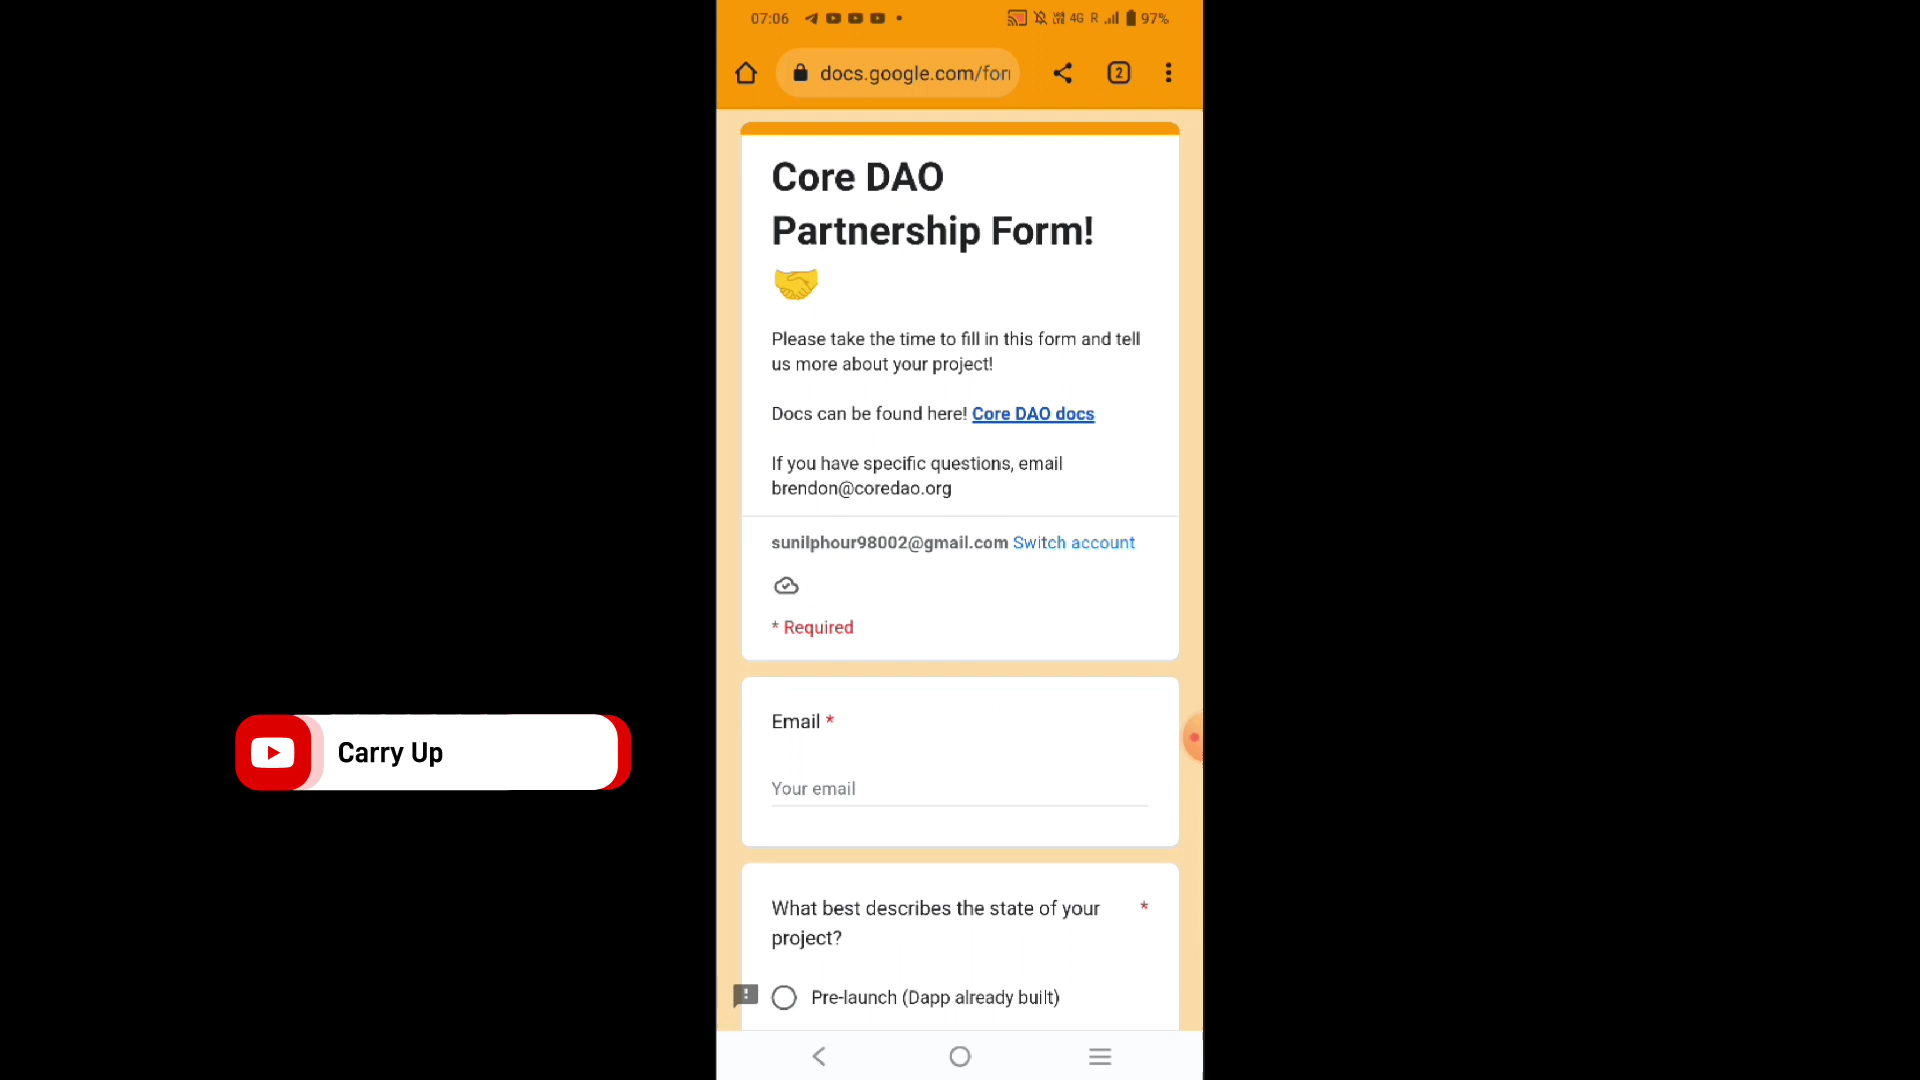 07:06
4G R 97%
docs.google.com/for
2
Core DAO
Partnership Form!
Please take the time to fill in this form and tell
us more about your project!
Docs can be found here! Core DAO docs
If you have specific questions, email
brendon@coredao.org
sunilphour98002@gmail.com Switch account
* Required
Email *
Your email
Carry Up
What best describes the state of your *
project?
Pre-launch (Dapp already built)